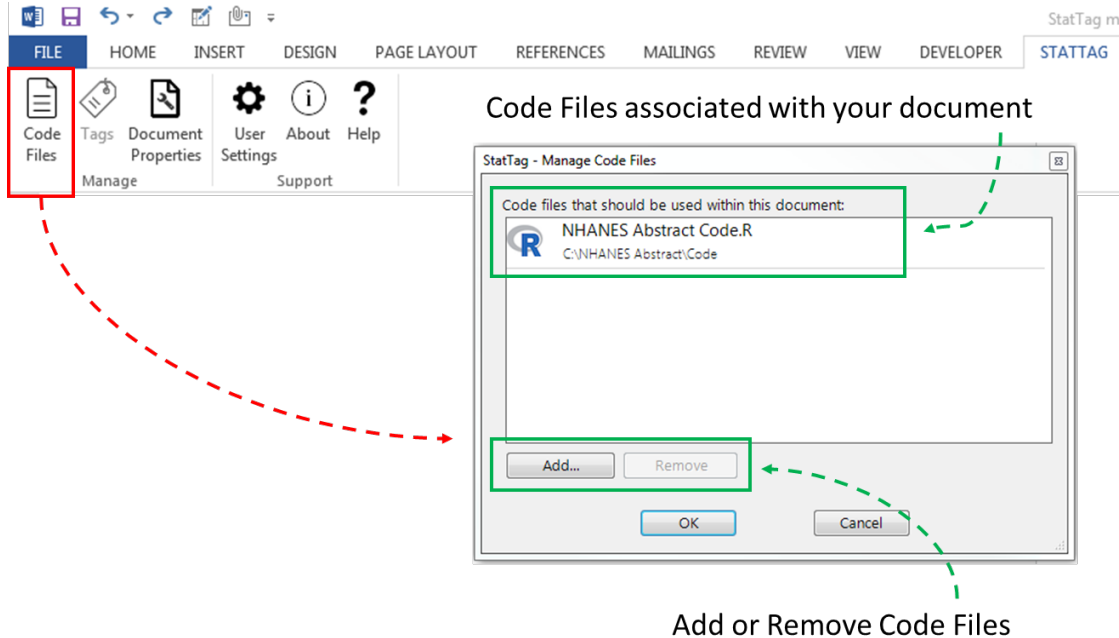 StatTag m
FILE HOME INSERT DESIGN PAGE LAYOUT REFERENCES MAILINGS REVIEW VIEW DEVELOPER STATTAG
Code Files
Tags
Document Properties
User Settings
About
Help
Manage
Support
Code Files associated with your document
StatTag - Manage Code Files
Code files that should be used within this document:
R
NHANES Abstract Code.R
C:\NHANES Abstract\Code
Add... Remove
OK Cancel
Add or Remove Code Files